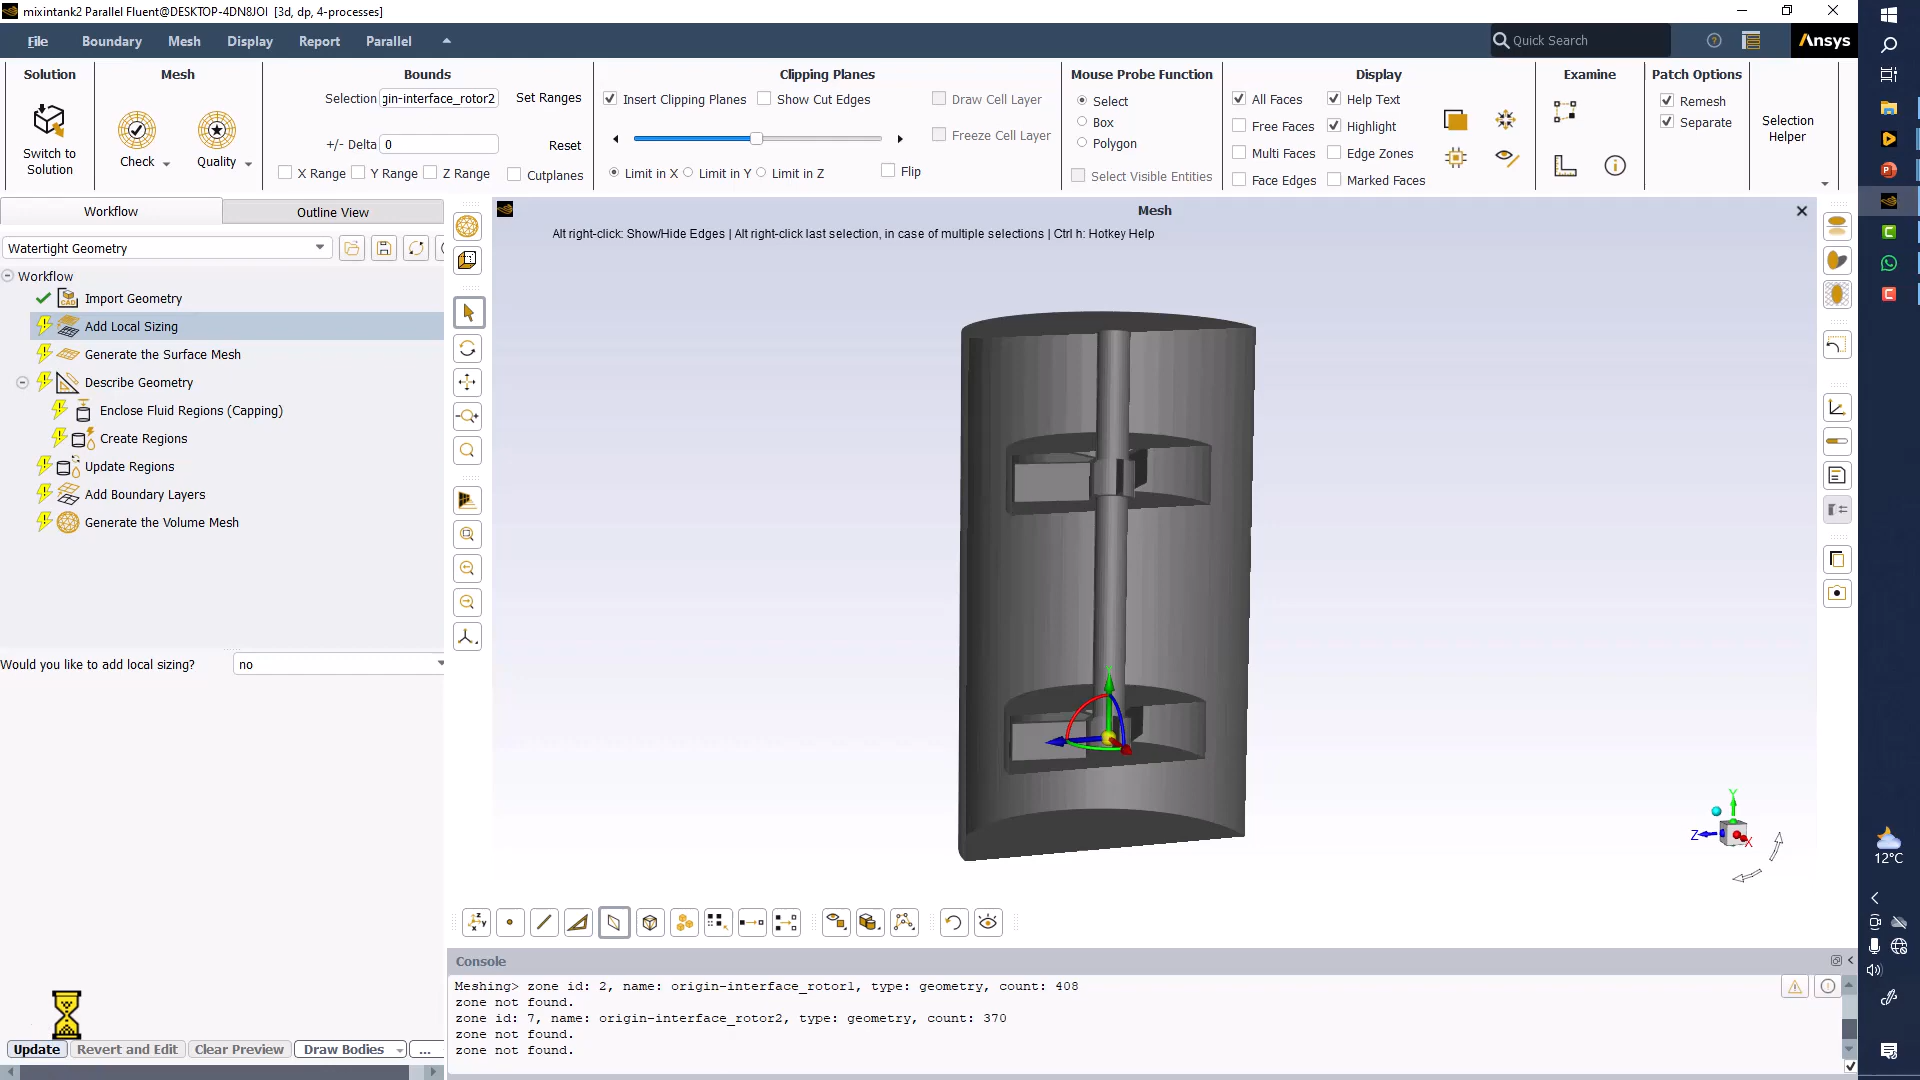 mixintank2 Parallel Fluent@DESKTOP-4DN8JOI [3d, dp, 4-processes]
File Boundary Mesh Display Report Parallel
Quick Search
Ansys
Solution
Switch to
Solution
Mesh
Check
Quality
Bounds
Selection gin-interface_rotor2 Set Ranges
+/- Delta 0 Reset
X Range Y Range Z Range Cutplanes
Clipping Planes
Insert Clipping Planes Show Cut Edges
Draw Cell Layer
Freeze Cell Layer
Limit in X Limit in Y Limit in Z Flip
Mouse Probe Function
Select
Box
Polygon
Select Visible Entities
Display
All Faces Help Text
Free Faces Highlight
Multi Faces Edge Zones
Face Edges Marked Faces
Examine
Patch Options
Remesh
Separate
Selection
Helper
Workflow Outline View
Watertight Geometry
Workflow
Import Geometry
Add Local Sizing
Generate the Surface Mesh
Describe Geometry
Enclose Fluid Regions (Capping)
Create Regions
Update Regions
Add Boundary Layers
Generate the Volume Mesh
Would you like to add local sizing? no
Update Revert and Edit Clear Preview Draw Bodies ...
Mesh
Alt right-click: Show/Hide Edges | Alt right-click last selection, in case of multiple selections | Ctrl h: Hotkey Help
Y
Y
Z
X
Console
Meshing> zone id: 2, name: origin-interface_rotor1, type: geometry, count: 408
zone not found.
zone id: 7, name: origin-interface_rotor2, type: geometry, count: 370
zone not found.
zone not found.
12°C